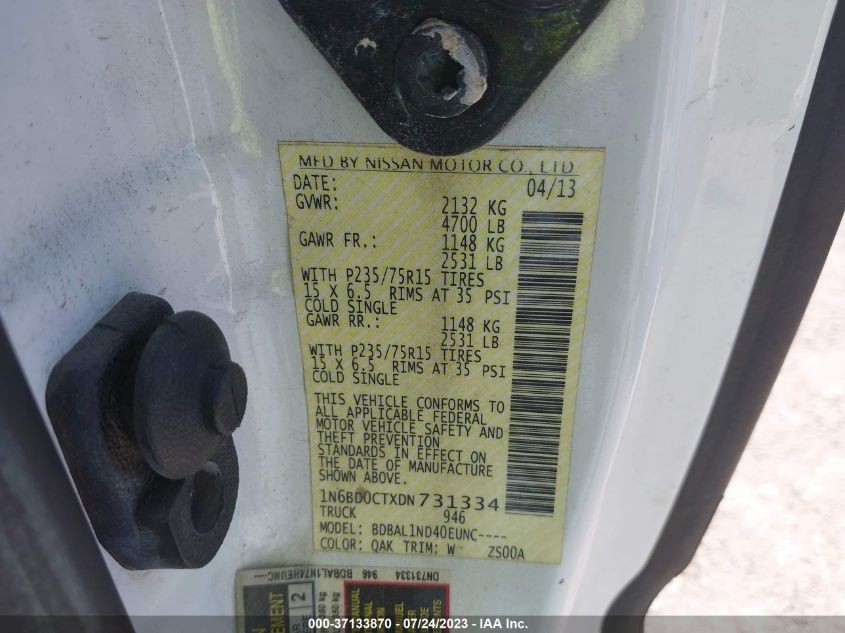 MFD BY NISSAN MOTOR CO., LTD
DATE: 04/13
GVWR: 2132 KG
4700 LB
GAWR FR.: 1148 KG
2531 LB
WITH P235/75R15 TIRES
15 X 6.5 RIMS AT 35 PSI
COLD SINGLE
GAWR RR.: 1148 KG
2531 LB
WITH P235/75R15 TIRES
15 X 6.5 RIMS AT 35 PSI
COLD SINGLE
THIS VEHICLE CONFORMS TO
ALL APPLICABLE FEDERAL
MOTOR VEHICLE SAFETY AND
THEFT PREVENTION
STANDARDS IN EFFECT ON
THE DATE OF MANUFACTURE
SHOWN ABOVE.
1N6BD0CTXDN731334
TRUCK 946
MODEL: BDBAL1ND40EUNC----
COLOR: QAK TRIM: W ZS00A
DN731334 946 BDBAL1N74HEUNC
2
000-37133870 - 07/24/2023 - IAA Inc.